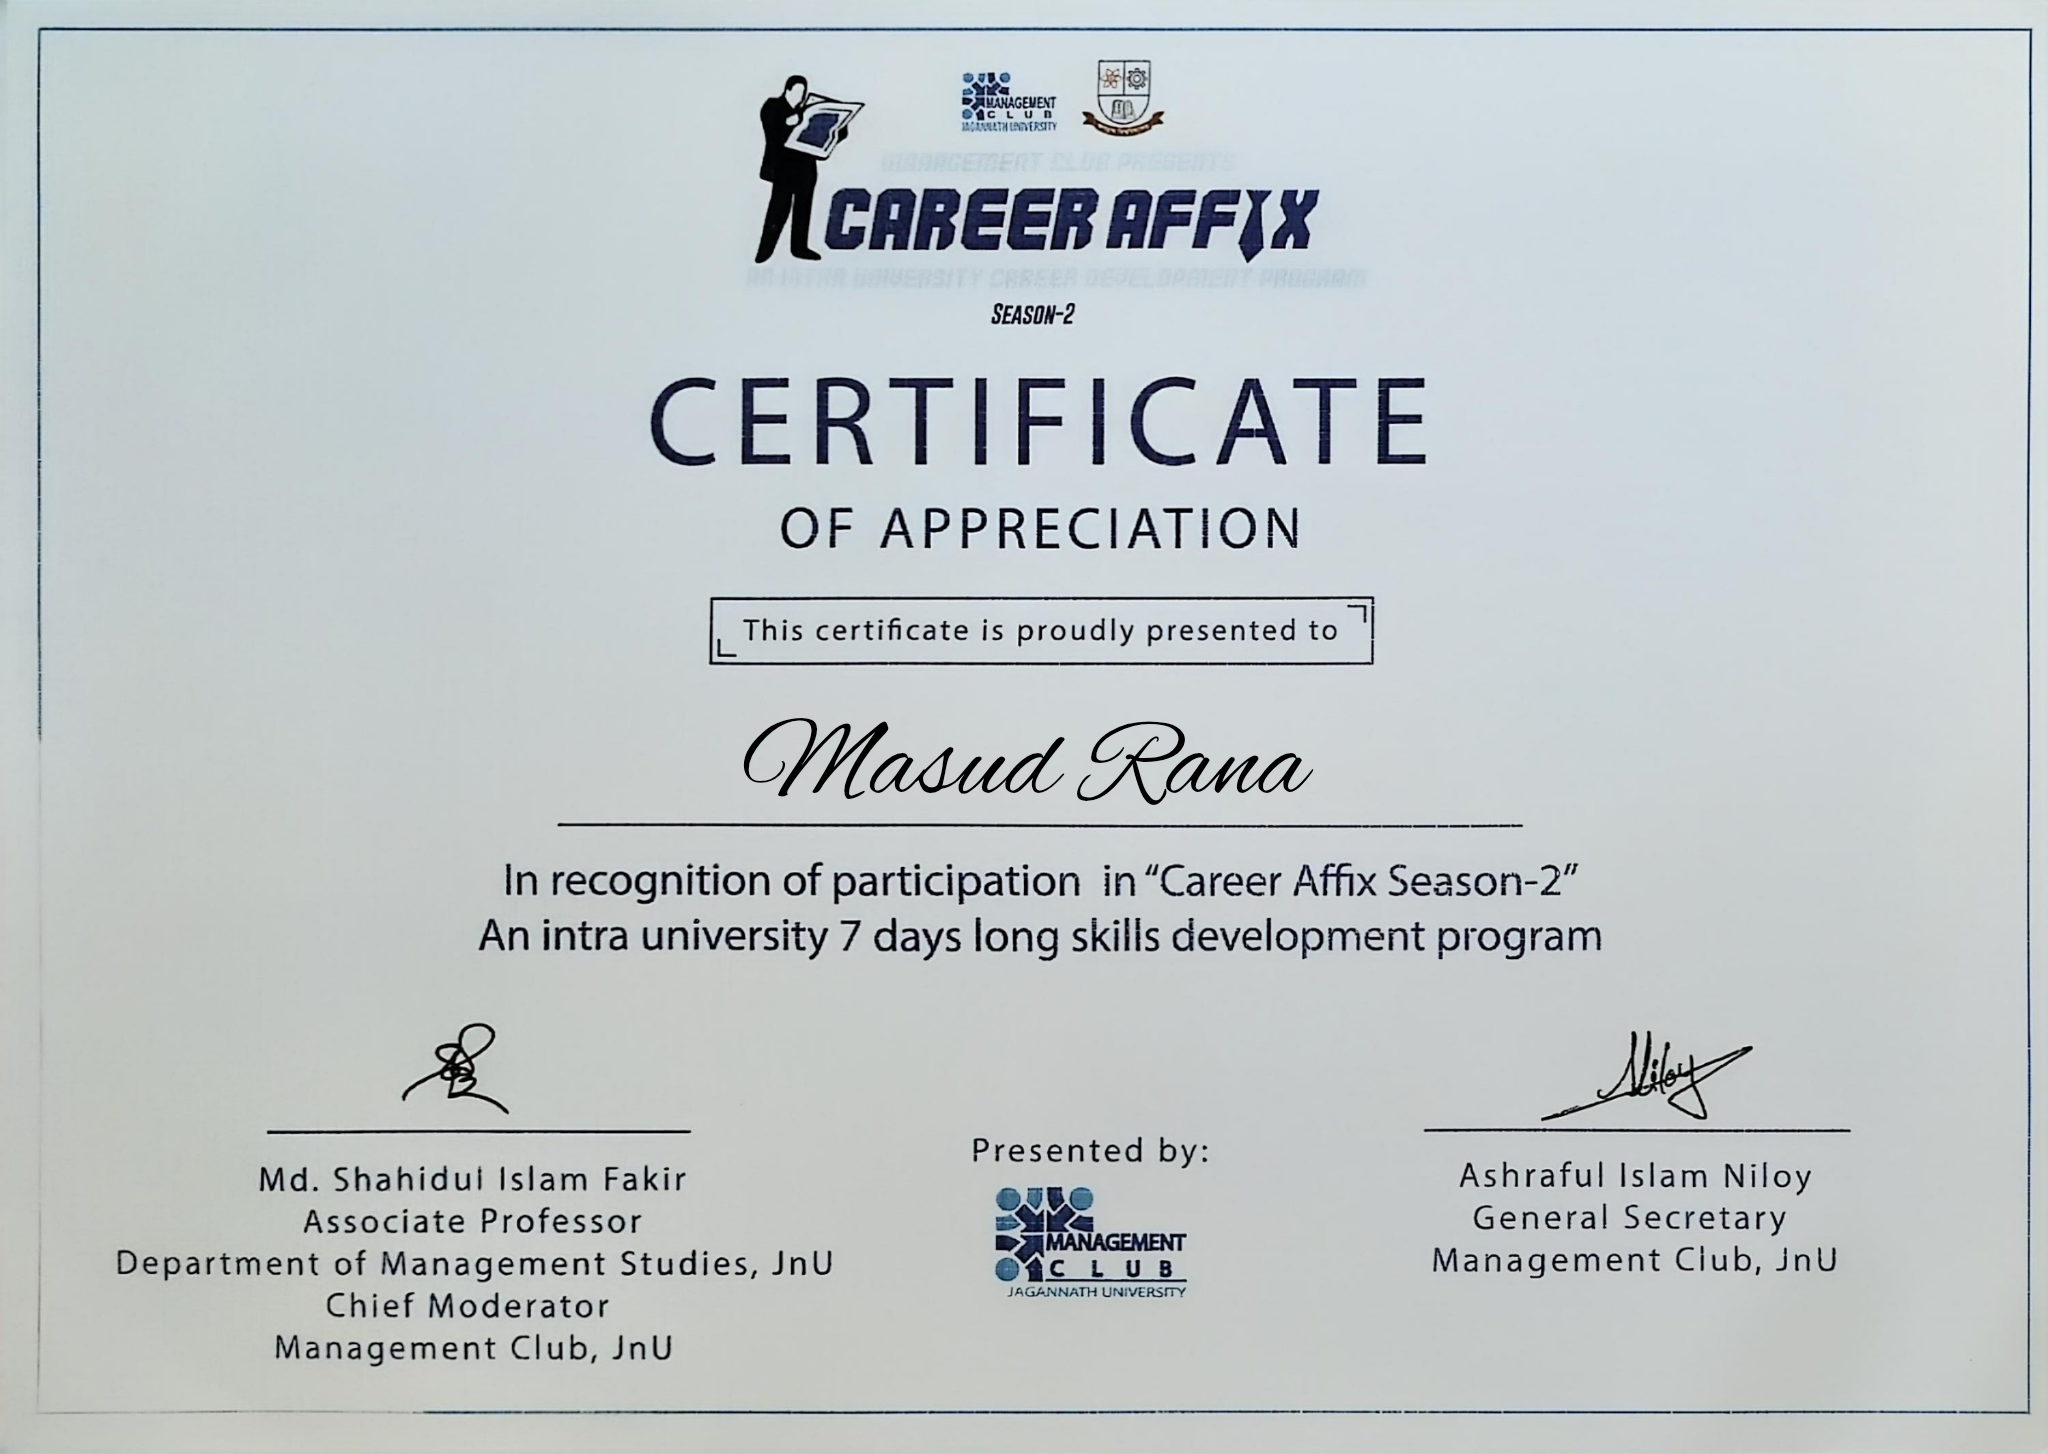 MANAGEMENT
CLUB
JAGANNATH UNIVERSITY
MANAGEMENT CLUB PRESENTS
CAREER AFFIX
AN INTRA UNIVERSITY CAREER DEVELOPMENT PROGRAM
SEASON-2
CERTIFICATE
OF APPRECIATION
This certificate is proudly presented to
Masud Rana
In recognition of participation in “Career Affix Season-2”
An intra university 7 days long skills development program
Niloy
Md. Shahidul Islam Fakir
Associate Professor
Department of Management Studies, JnU
Chief Moderator
Management Club, JnU
Presented by:
MANAGEMENT
CLUB
JAGANNATH UNIVERSITY
Ashraful Islam Niloy
General Secretary
Management Club, JnU